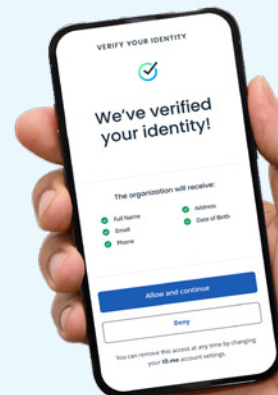 VERIFY YOUR IDENTITY
We've verified
your identity!
The organization will receive:
Full Name
Email
Phone
Address
Date of Birth
Allow and continue
Deny
You can remove this access at any time by changing
your ID.me account settings.